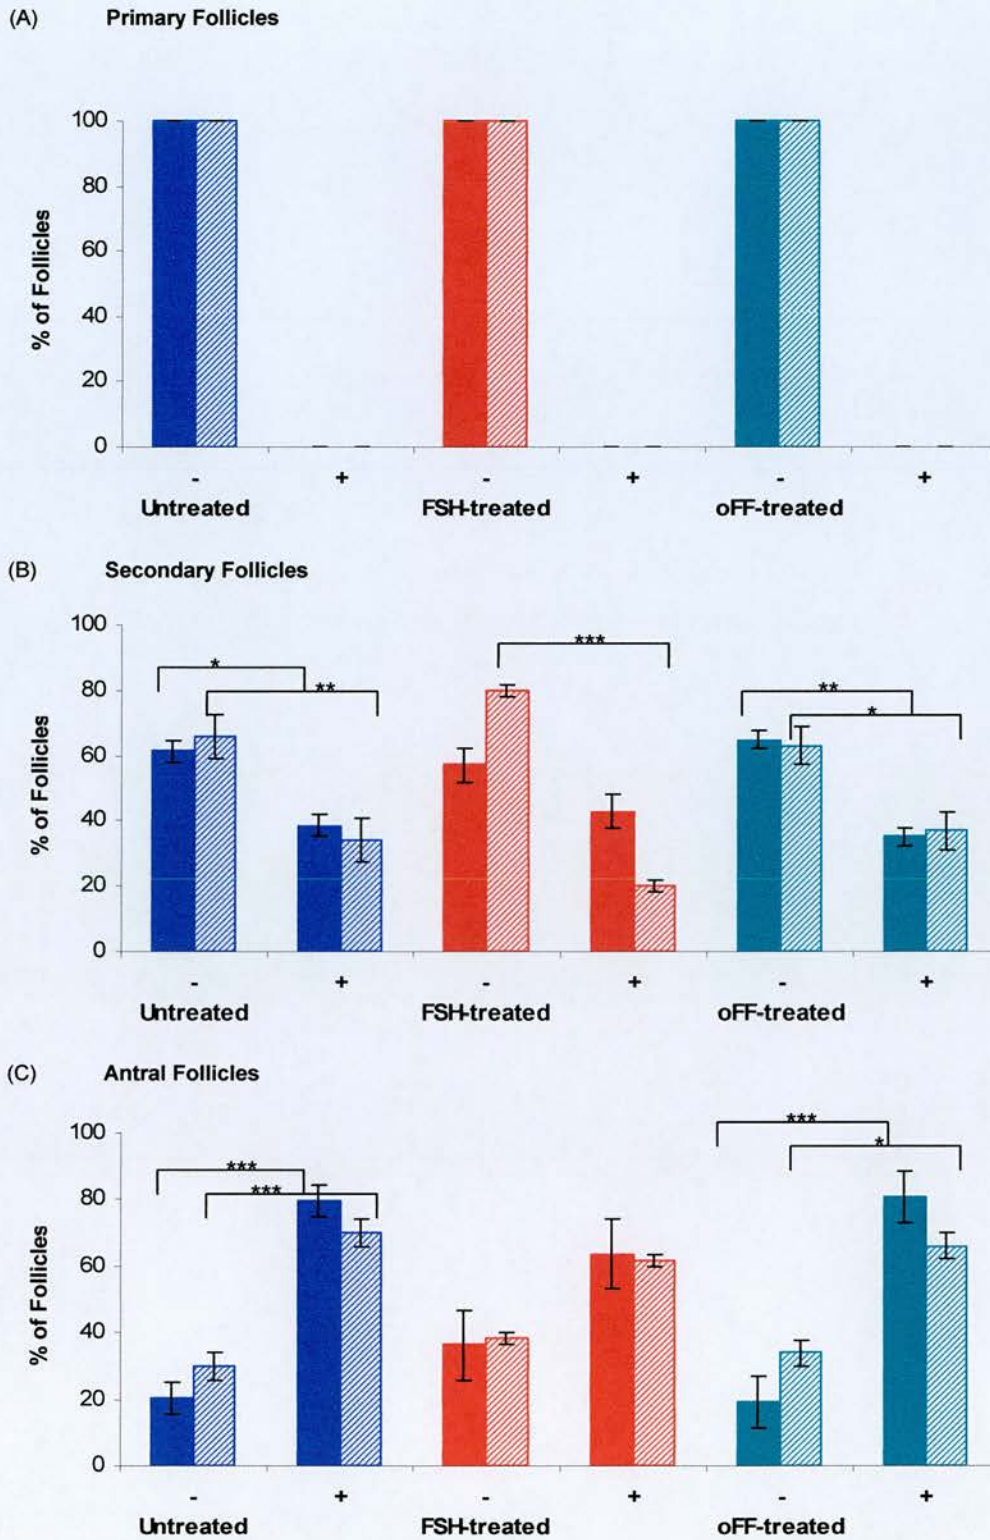 (A) Primary Follicles
100
80
60
40
20
0
% of Follicles
- + - + - +
Untreated FSH-treated oFF-treated
(B) Secondary Follicles
100
80
60
40
20
0
% of Follicles
* ** *** ** *
- + - + - +
Untreated FSH-treated oFF-treated
(C) Antral Follicles
100
80
60
40
20
0
% of Follicles
*** *** *** *
- + - + - +
Untreated FSH-treated oFF-treated